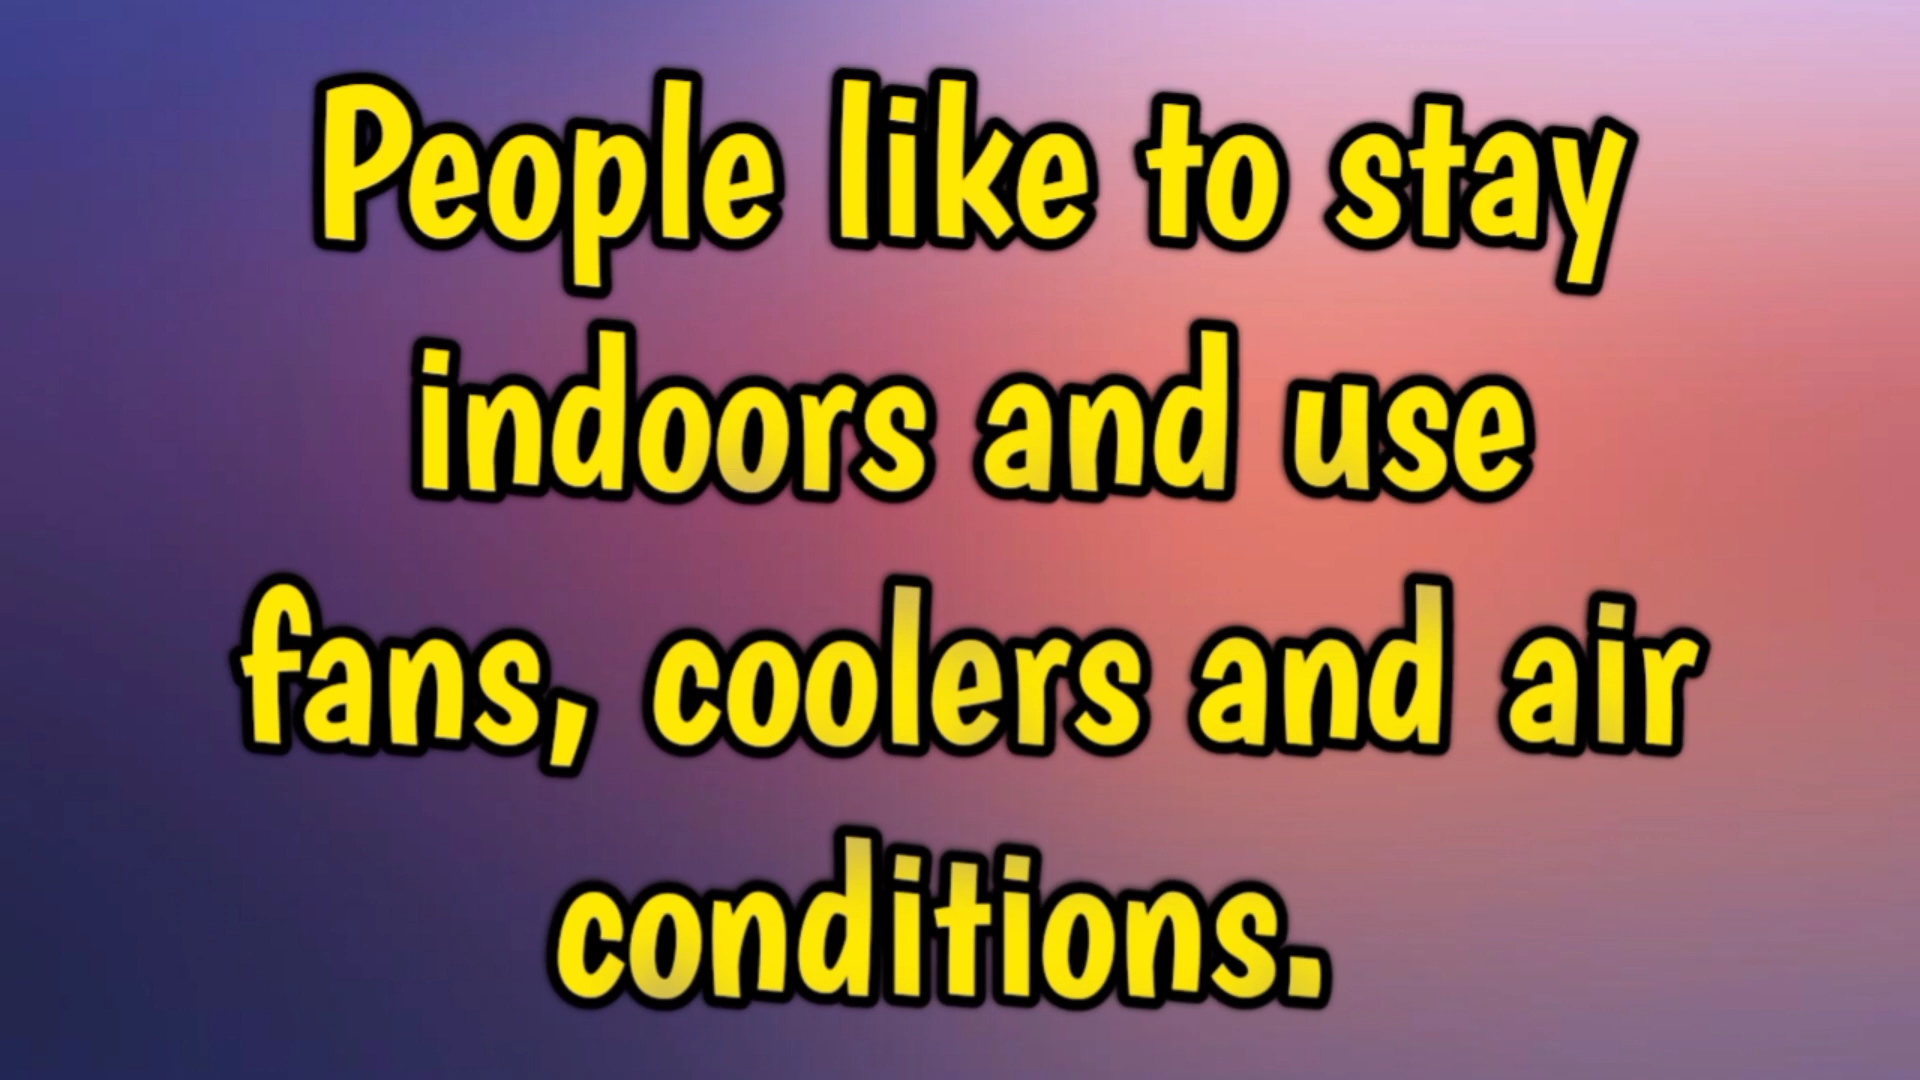 People like to stay
indoors and use
fans, coolers and air
conditions.